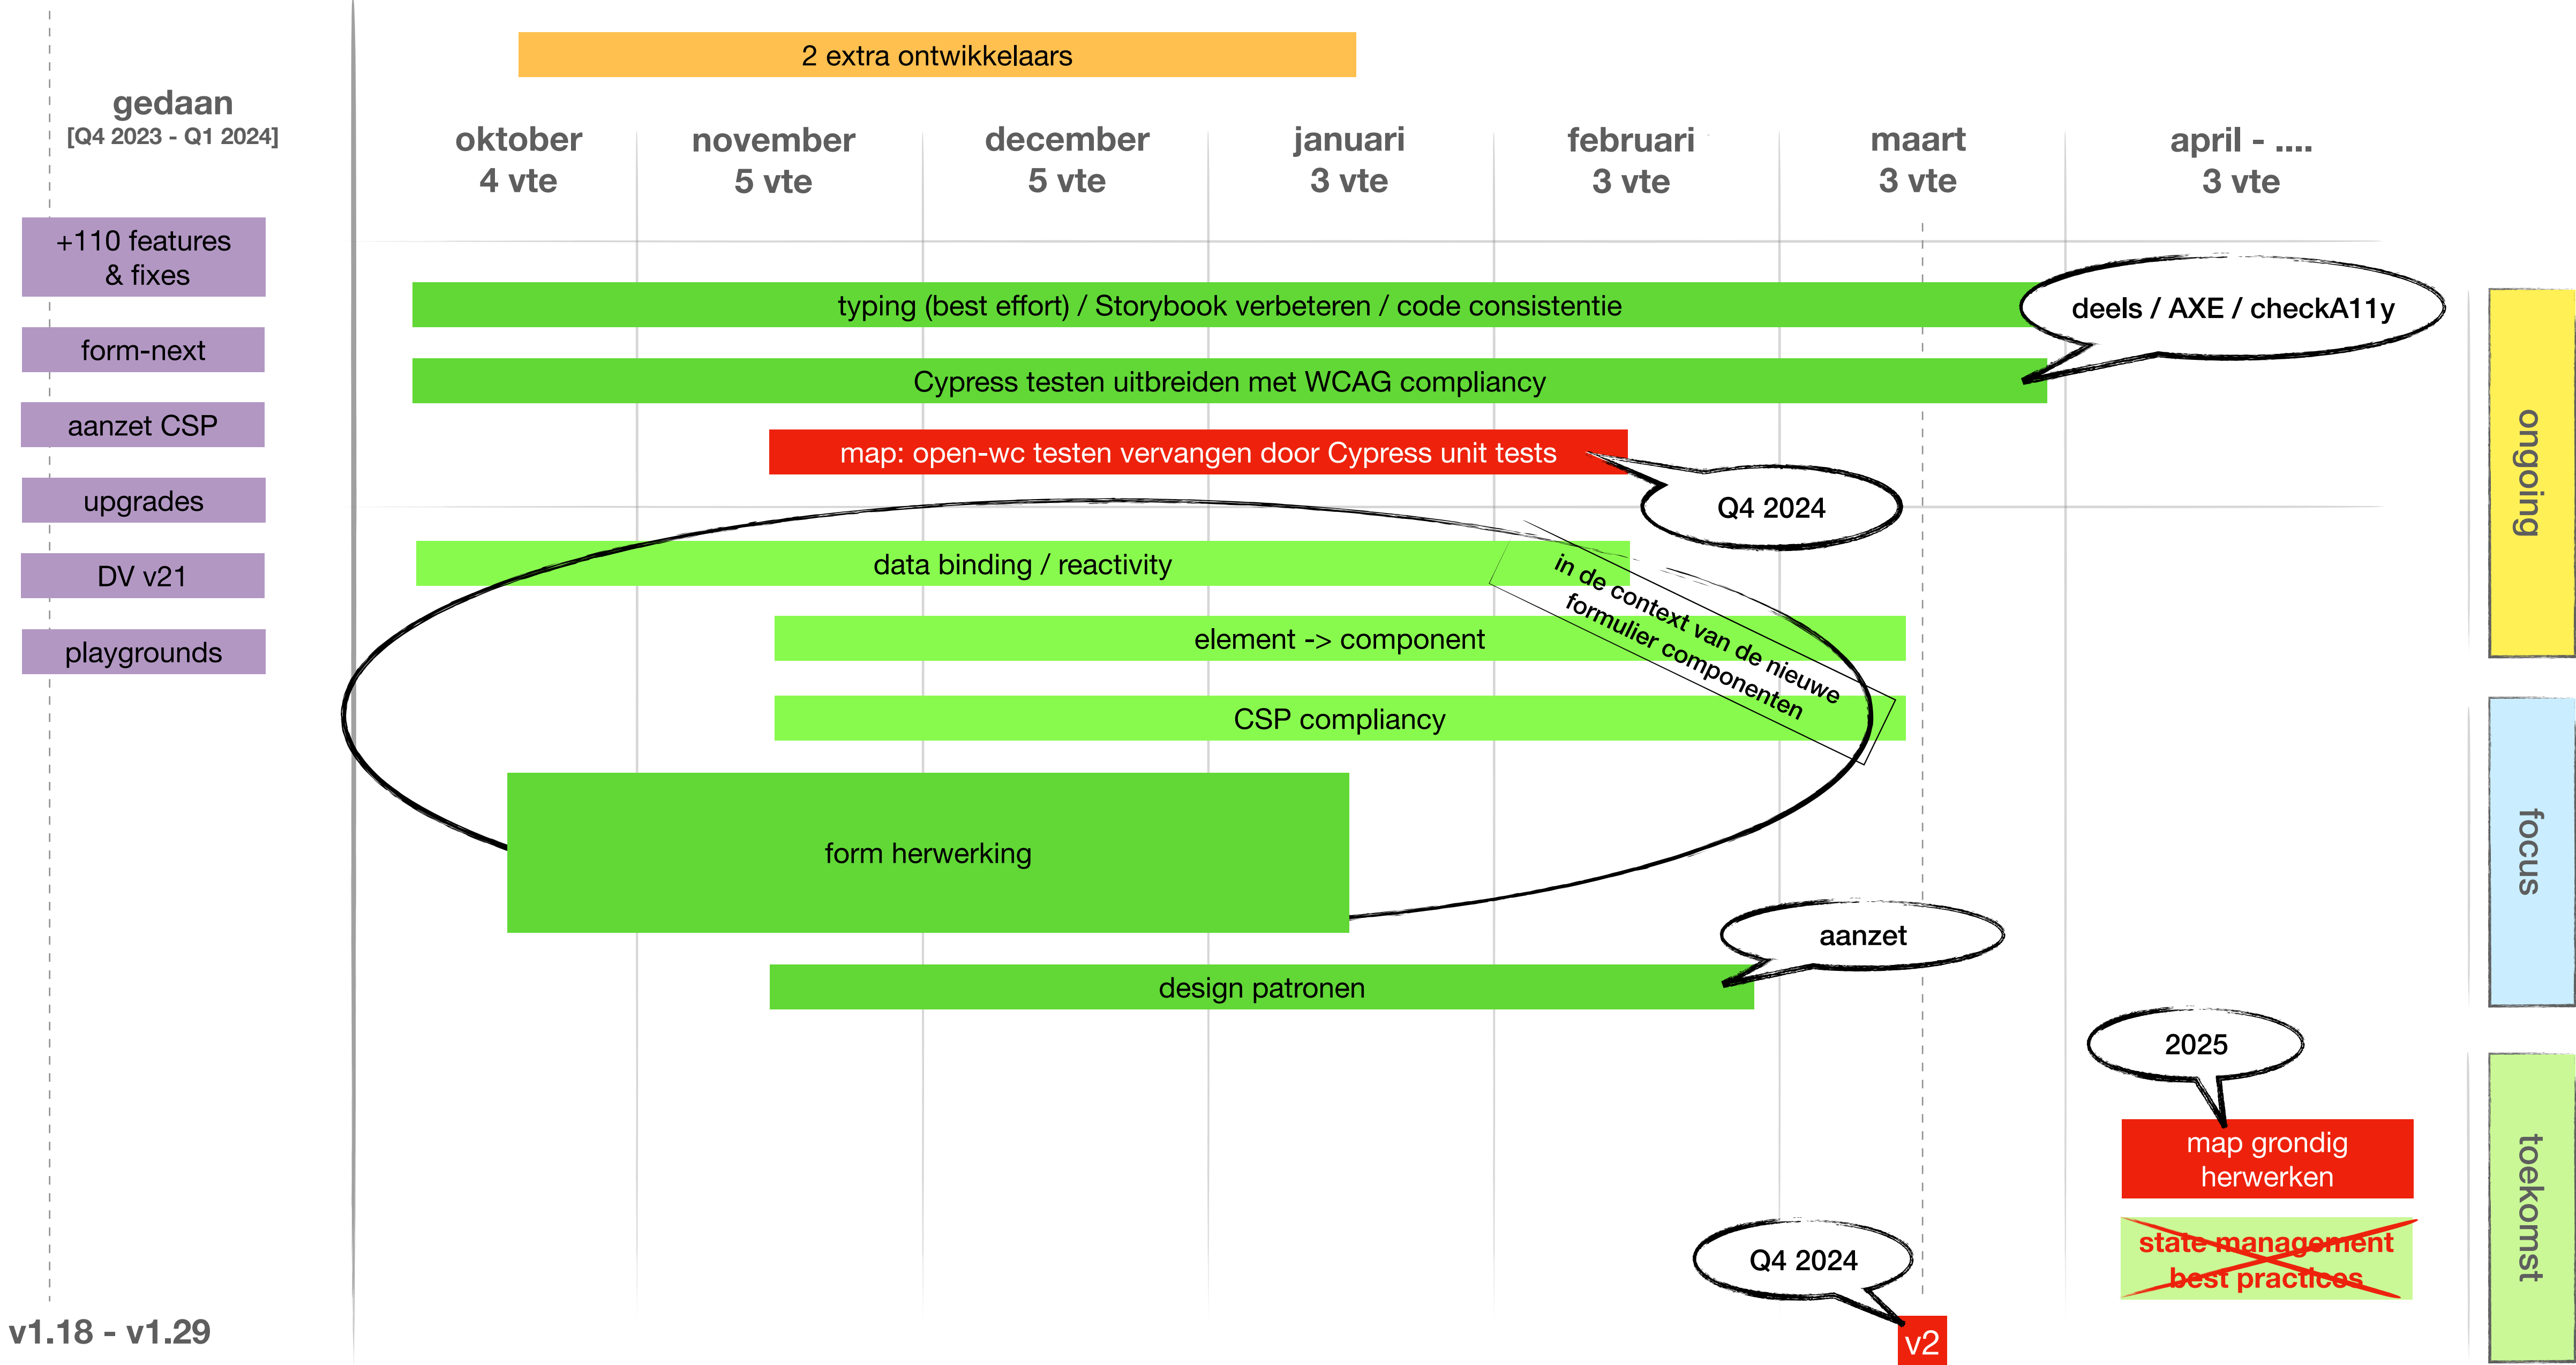 2 extra ontwikkelaars
gedaan
[Q4 2023 - Q1 2024]
oktober
4 vte
november
5 vte
december
5 vte
januari
3 vte
februari
3 vte
maart
3 vte
april - ....
3 vte
+110 features
& fixes
form-next
aanzet CSP
upgrades
DV v21
playgrounds
v1.18 - v1.29
typing (best effort) / Storybook verbeteren / code consistentie
deels / AXE / checkA11y
Cypress testen uitbreiden met WCAG compliancy
map: open-wc testen vervangen door Cypress unit tests
Q4 2024
data binding / reactivity
in de context van de nieuwe
formulier componenten
element -> component
CSP compliancy
form herwerking
aanzet
design patronen
2025
map grondig
herwerken
state management
best practices
Q4 2024
v2
ongoing
focus
toekomst